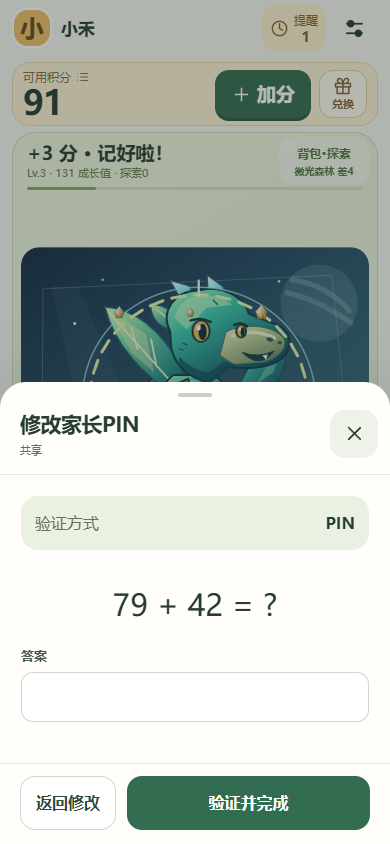 小 小禾
提醒
1
可用积分
91
+ 加分
兑换
+3 分·记好啦!
Lv.3 · 131 成长值 · 探索0
背包·探索
微光森林 差4
修改家长PIN
共享
验证方式 PIN
79 + 42 = ?
答案
返回修改 验证并完成